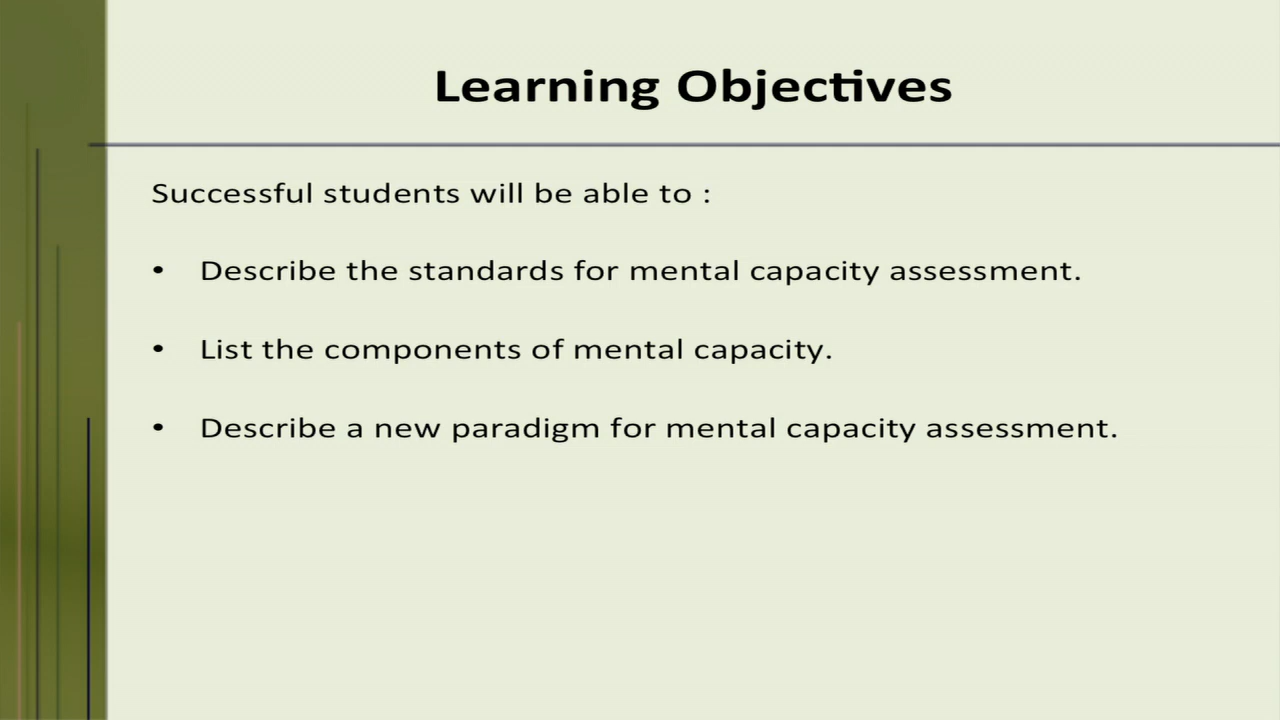 Learning Objectives
Successful students will be able to :
• Describe the standards for mental capacity assessment.
• List the components of mental capacity.
• Describe a new paradigm for mental capacity assessment.